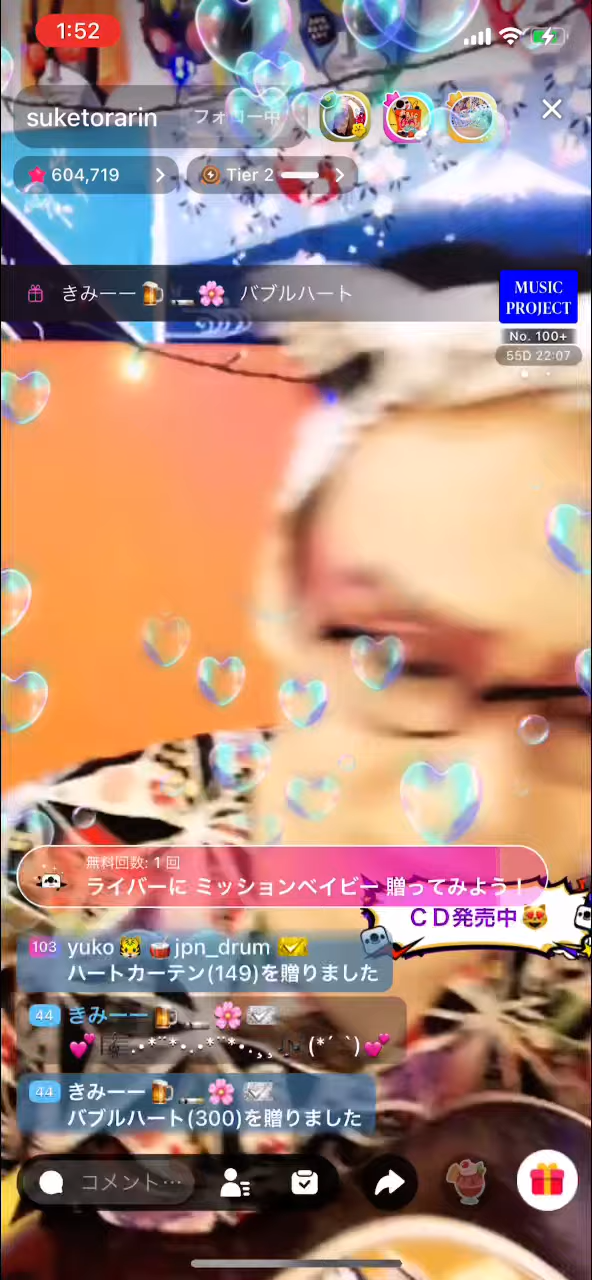 1:52
suketorarin フォロー中
604,719
Tier 2
きみーー🍺🚬🌸 バブルハート
MUSIC
PROJECT
No. 100+
55D 22:07
無料回数: 1 回
ライバーに ミッションベイビー 贈ってみよう！
ＣＤ発売中😻
103 yuko🐯🥁jpn_drum
ハートカーテン(149)を贈りました
44 きみーー🍺🚬🌸
💕🎼.•*¨*•.¸¸🎶(*´ `)💕
44 きみーー🍺🚬🌸
バブルハート(300)を贈りました
コメント…